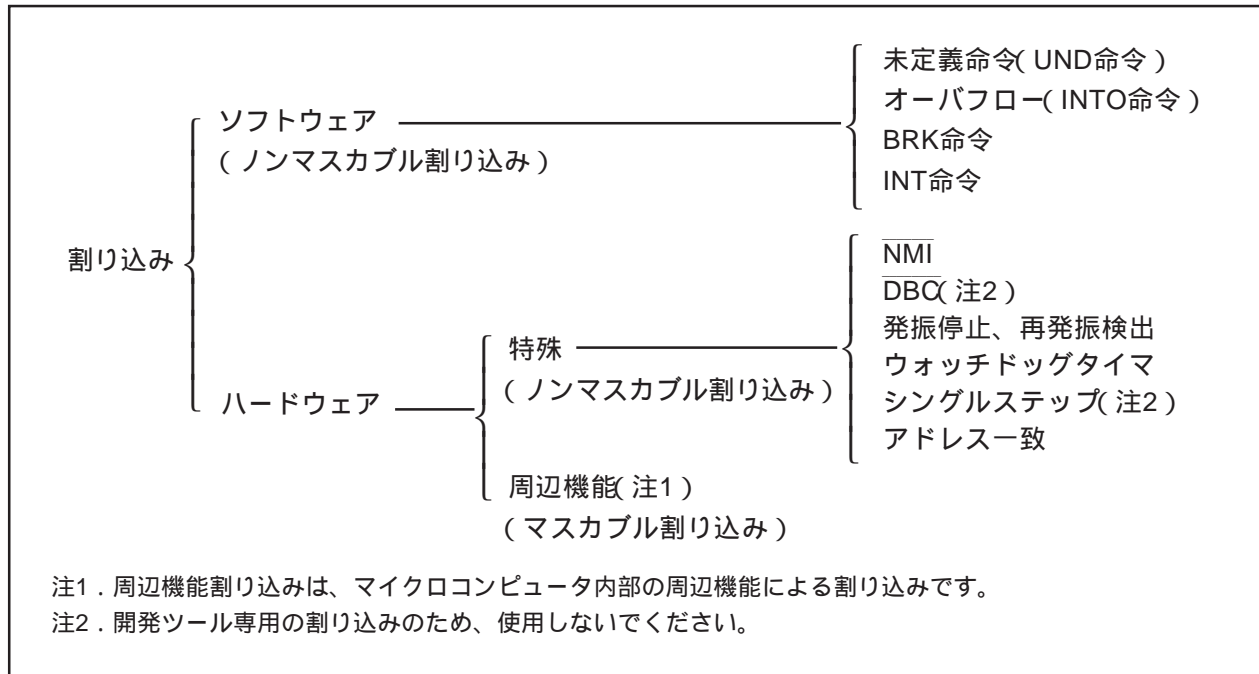 割り込み
ソフトウェア
(ノンマスカブル割り込み)
未定義命令(UND命令)
オーバフロー(INTO命令)
BRK命令
INT命令
ハードウェア
特殊
(ノンマスカブル割り込み)
NMI
DBC(注2)
発振停止、再発振検出
ウォッチドッグタイマ
シングルステップ(注2)
アドレス一致
周辺機能(注1)
(マスカブル割り込み)
注1.周辺機能割り込みは、マイクロコンピュータ内部の周辺機能による割り込みです。
注2.開発ツール専用の割り込みのため、使用しないでください。